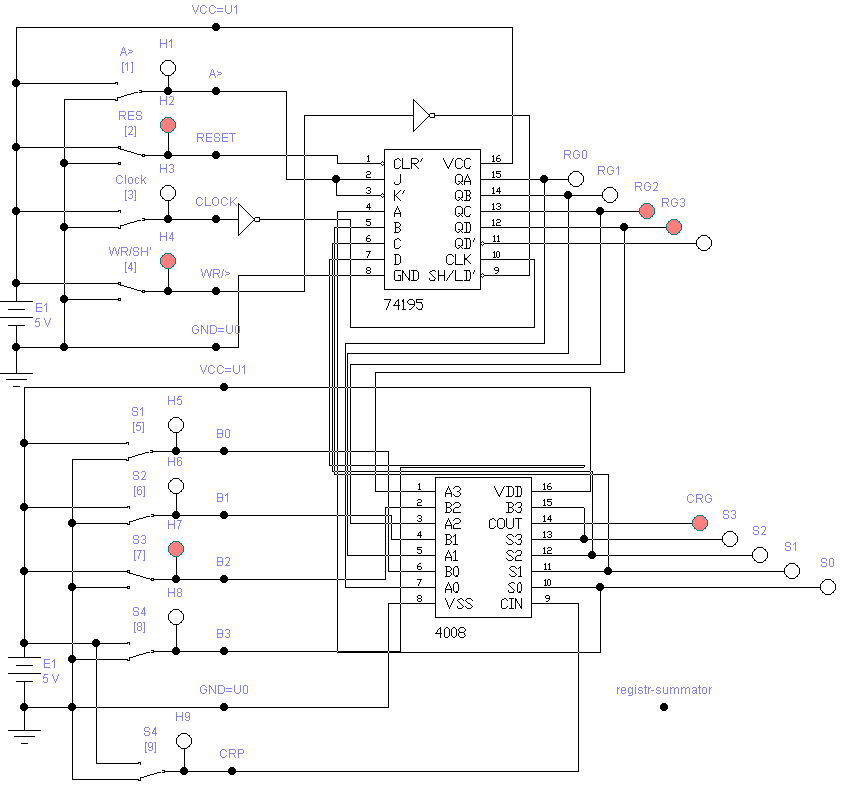 VCC=U1
H1
A>
[1]
A>
H2
RES
[2]
RESET
H3
Clock
[3]
CLOCK
H4
WR/SH'
[4]
WR/>
E1
5 V
GND=U0
1 CLR' VCC 16
2 J QA 15
3 K' QB 14
4 A QC 13
5 B QD 12
6 C QD' 11
7 D CLK 10
8 GND SH/LD' 9
74195
RG0
RG1
RG2
RG3
VCC=U1
S1
[5]
H5
B0
S2
[6]
H6
B1
S3
[7]
H7
B2
S4
[8]
H8
B3
E1
5 V
GND=U0
S4
[9]
H9
CRP
1 A3 VDD 16
2 B2 B3 15
3 A2 COUT 14
4 B1 S3 13
5 A1 S2 12
6 B0 S1 11
7 A0 S0 10
8 VSS CIN 9
4008
CRG
S3
S2
S1
S0
registr-summator